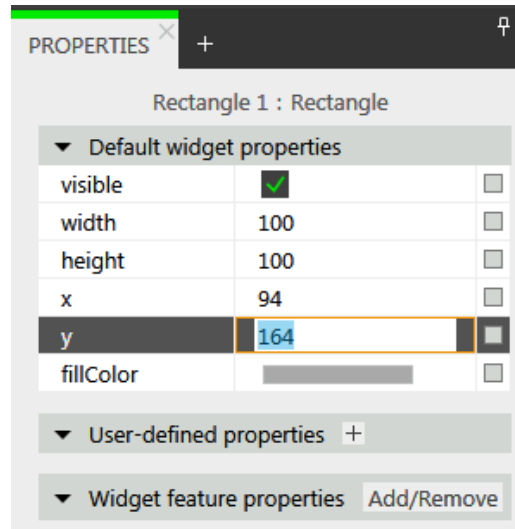 PROPERTIES
Rectangle 1 : Rectangle
Default widget properties
visible
width 100
height 100
x 94
y 164
fillColor
User-defined properties +
Widget feature properties Add/Remove